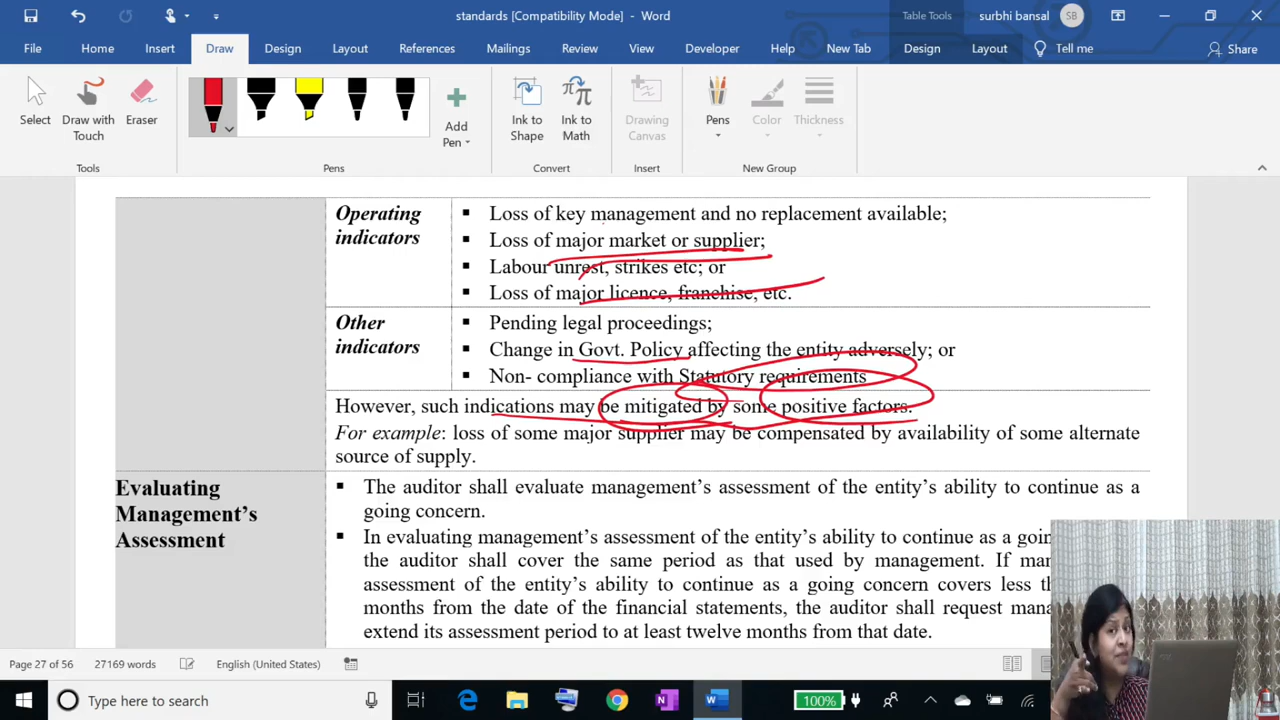 standards [Compatibility Mode] - Word
Table Tools
surbhi bansal
SB
File
Home
Insert
Draw
Design
Layout
References
Mailings
Review
View
Developer
Help
New Tab
Design
Layout
Tell me
Share
Select
Draw with Touch
Eraser
Add Pen
Ink to Shape
Ink to Math
Drawing Canvas
Pens
Color
Thickness
Tools
Pens
Convert
Insert
New Group
Operating indicators
▪ Loss of key management and no replacement available;
▪ Loss of major market or supplier;
▪ Labour unrest, strikes etc; or
▪ Loss of major licence, franchise, etc.
Other indicators
▪ Pending legal proceedings;
▪ Change in Govt. Policy affecting the entity adversely; or
▪ Non- compliance with Statutory requirements
However, such indications may be mitigated by some positive factors.
For example: loss of some major supplier may be compensated by availability of some alternate
source of supply.
Evaluating
Management’s
Assessment
▪ The auditor shall evaluate management’s assessment of the entity’s ability to continue as a
going concern.
▪ In evaluating management’s assessment of the entity’s ability to continue as a
the auditor shall cover the same period as that used by management. If
assessment of the entity’s ability to continue as a going concern covers less
months from the date of the financial statements, the auditor shall request
extend its assessment period to at least twelve months from that date.
Page 27 of 56
27169 words
English (United States)
Type here to search
100%